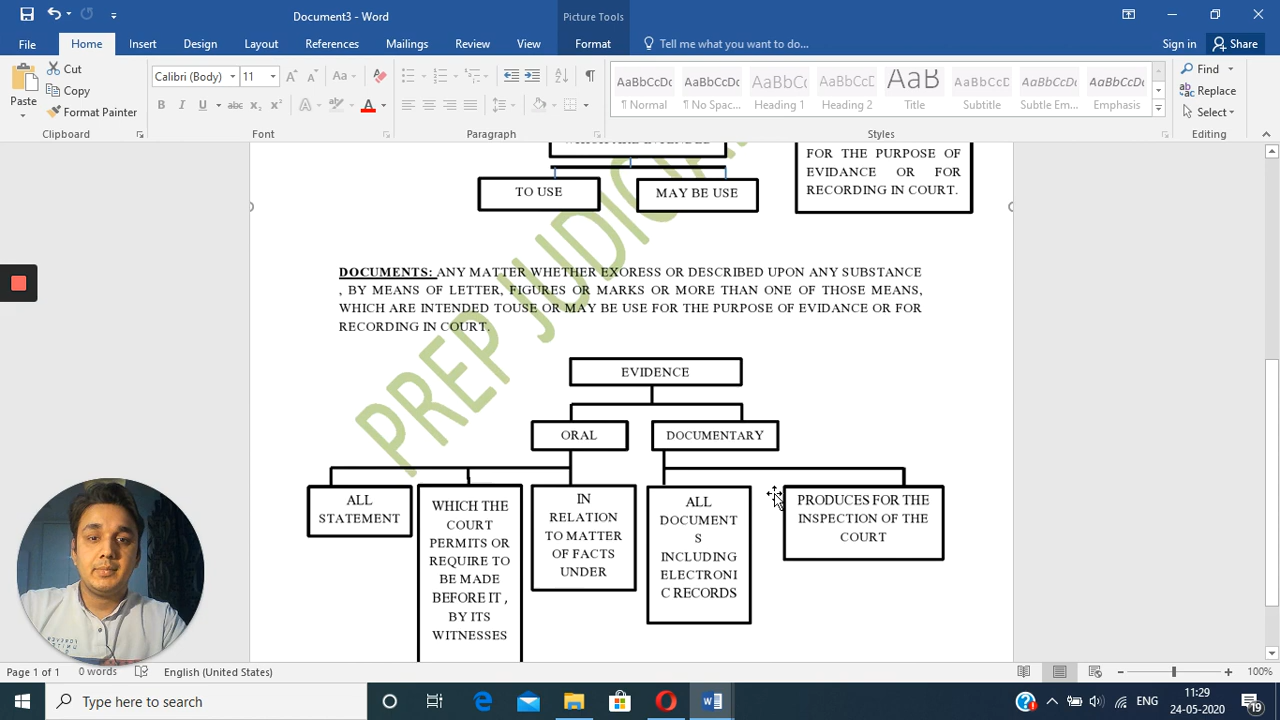 Document3 - Word
Picture Tools
File
Home
Insert
Design
Layout
References
Mailings
Review
View
Format
Tell me what you want to do...
Sign in
Share
Paste
Cut
Copy
Format Painter
Clipboard
Calibri (Body)
11
Font
Paragraph
AaBbCcDc
¶ Normal
AaBbCcDc
¶ No Spac...
AaBbCc
Heading 1
AaBbCcD
Heading 2
AaB
Title
AaBbCcD
Subtitle
AaBbCcDc
Subtle Em...
AaBbCcDc
Emphasis
Styles
Find
Replace
Select
Editing
WHICH ARE INTENDED
TO USE
MAY BE USE
FOR THE PURPOSE OF
EVIDANCE OR FOR
RECORDING IN COURT.
DOCUMENTS: ANY MATTER WHETHER EXORESS OR DESCRIBED UPON ANY SUBSTANCE
, BY MEANS OF LETTER, FIGURES OR MARKS OR MORE THAN ONE OF THOSE MEANS,
WHICH ARE INTENDED TOUSE OR MAY BE USE FOR THE PURPOSE OF EVIDANCE OR FOR
RECORDING IN COURT.
PREP
EVIDENCE
ORAL
DOCUMENTARY
ALL
STATEMENT
WHICH THE
COURT
PERMITS OR
REQUIRE TO
BE MADE
BEFORE IT ,
BY ITS
WITNESSES
IN
RELATION
TO MATTER
OF FACTS
UNDER
ALL
DOCUMENT
S
INCLUDING
ELECTRONI
C RECORDS
PRODUCES FOR THE
INSPECTION OF THE
COURT
Page 1 of 1
0 words
English (United States)
100%
Type here to search
ENG
11:29
24-05-2020
19